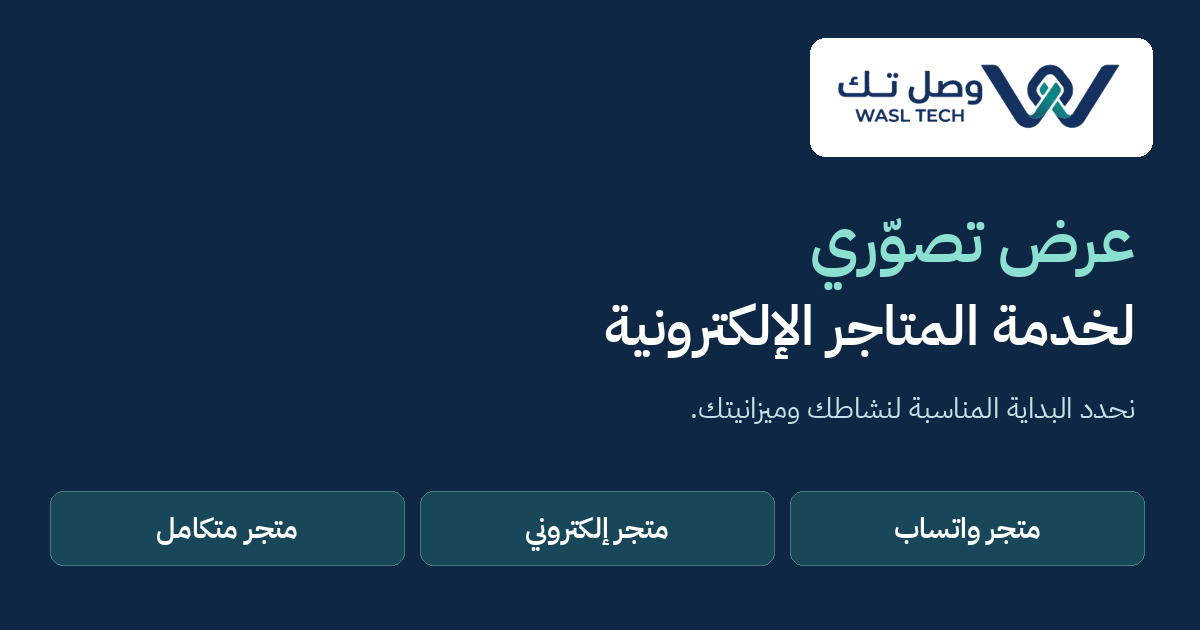 وصل تك
WASL TECH
عرض تصوّري
لخدمة المتاجر الإلكترونية
نحدد البداية المناسبة لنشاطك وميزانيتك.
متجر واتساب
متجر إلكتروني
متجر متكامل